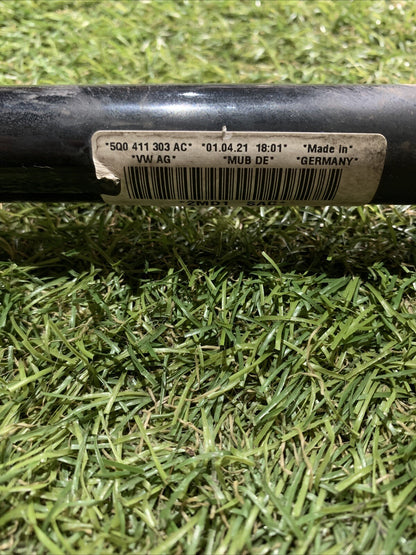 *5Q0 411 303 AC* *01.04.21 18:01* *Made in*
*VW AG* *MUB DE* *GERMANY*